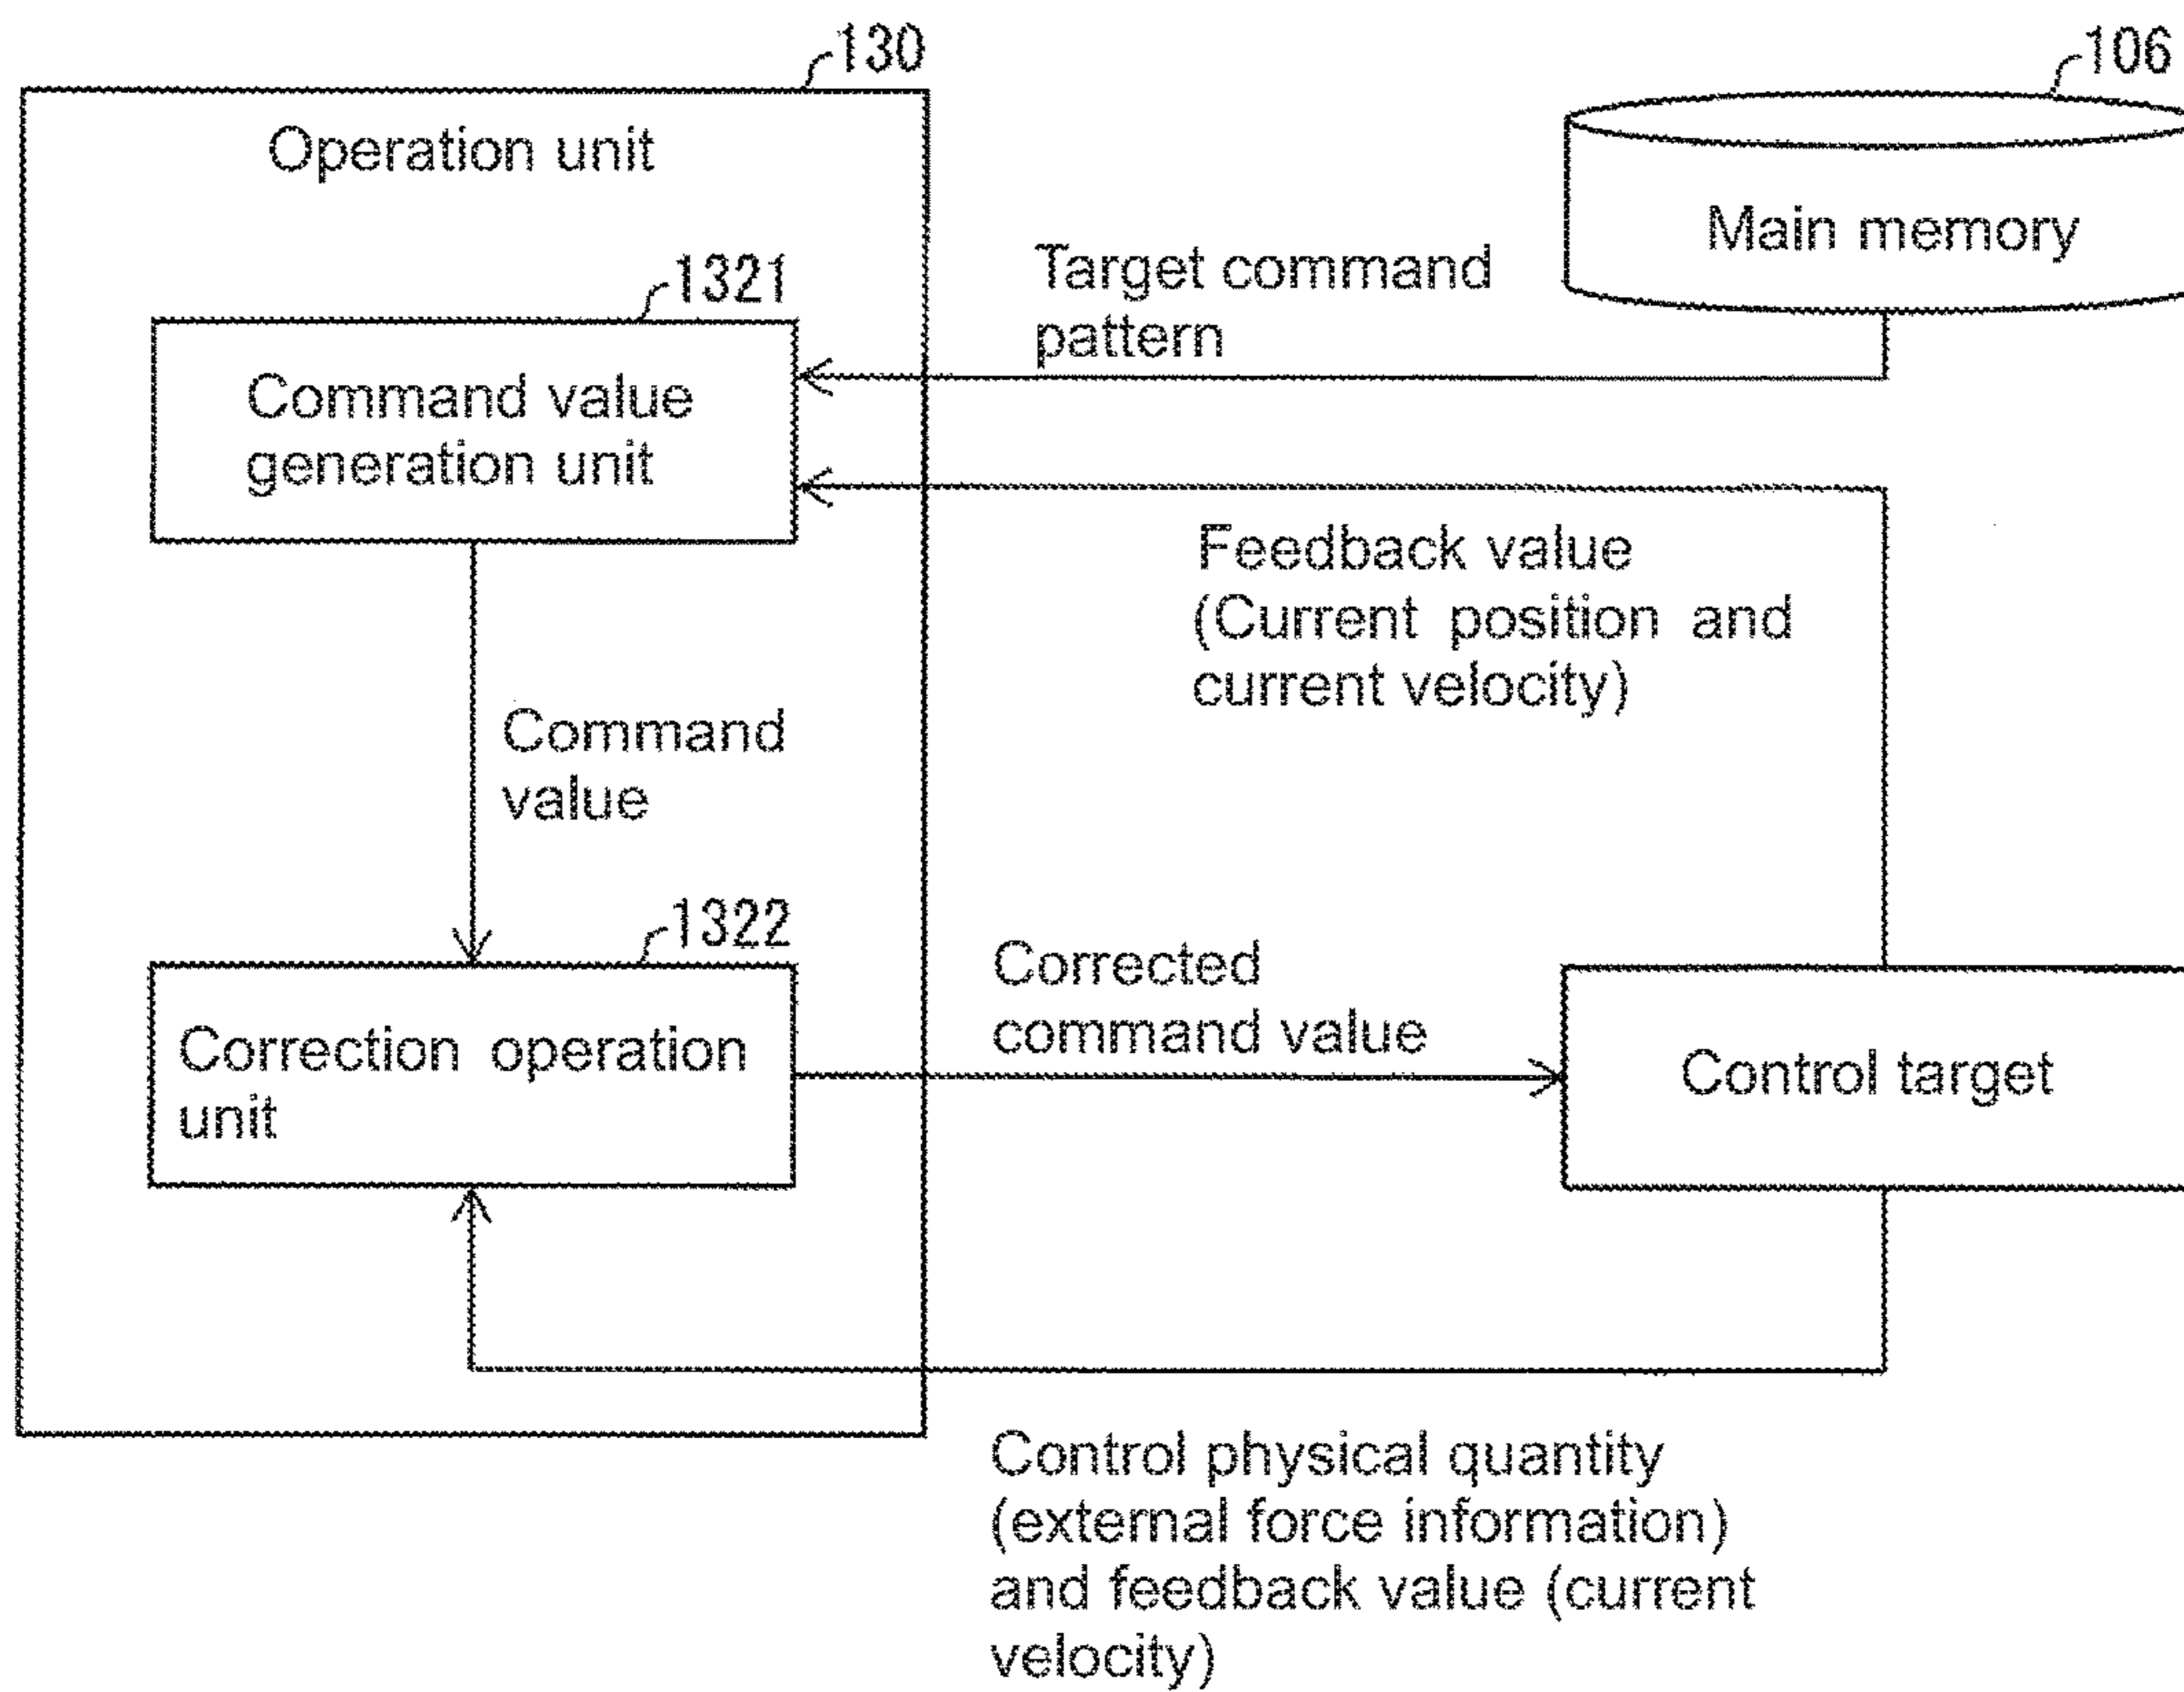 130
106
Operation unit
Main memory
1321
Target command
pattern
Command value
generation unit
Feedback value
(Current position and
current velocity)
Command
value
1322
Corrected
command value
Correction operation
unit
Control target
Control physical quantity
(external force information)
and feedback value (current
velocity)